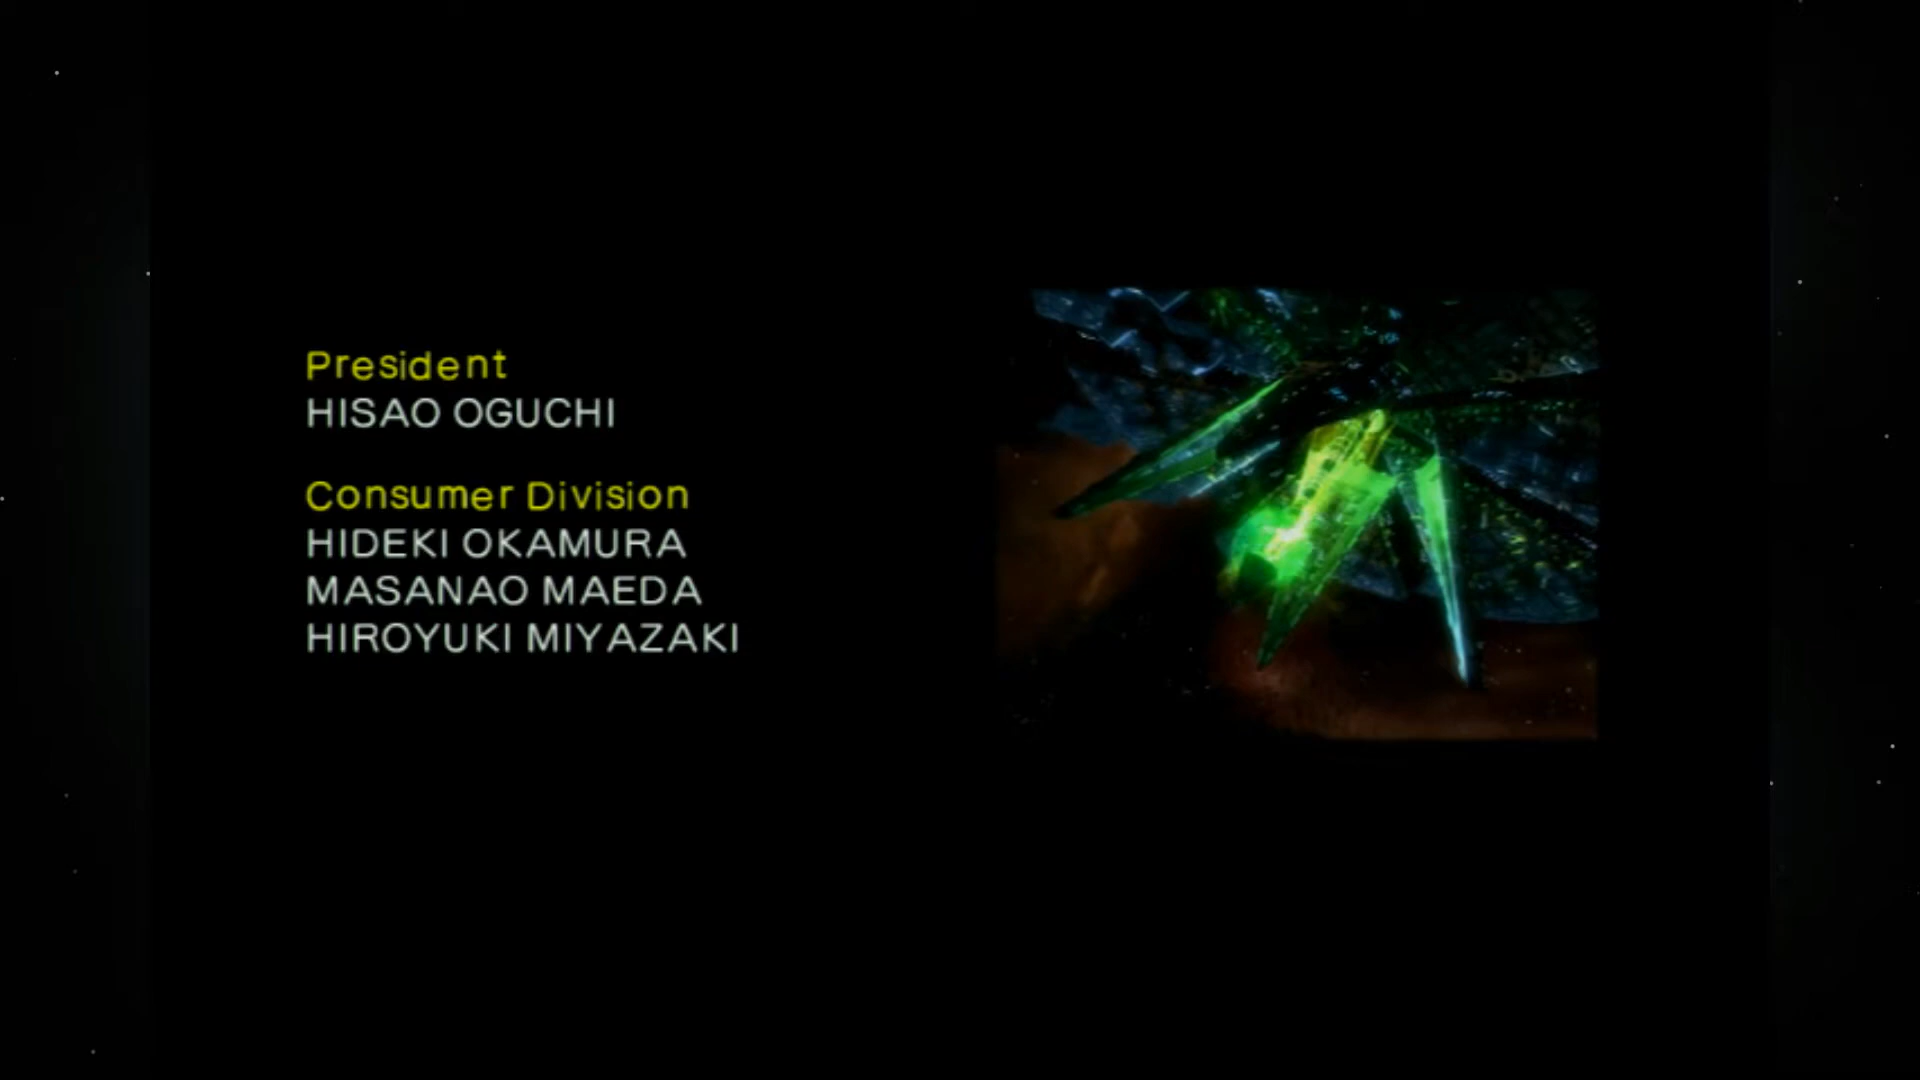 President
HISAO OGUCHI
Consumer Division
HIDEKI OKAMURA
MASANAO MAEDA
HIROYUKI MIYAZAKI